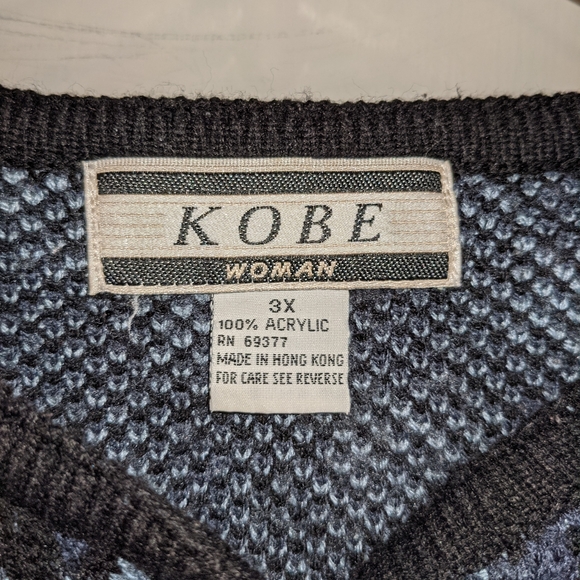 KOBE
WOMAN
3X
100% ACRYLIC
RN 69377
MADE IN HONG KONG
FOR CARE SEE REVERSE